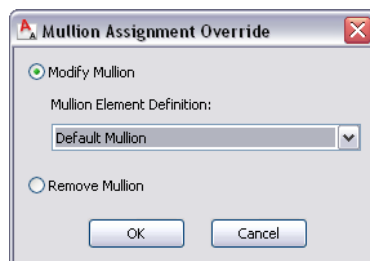 Mullion Assignment Override
Modify Mullion
Mullion Element Definition:
Default Mullion
Remove Mullion
OK Cancel